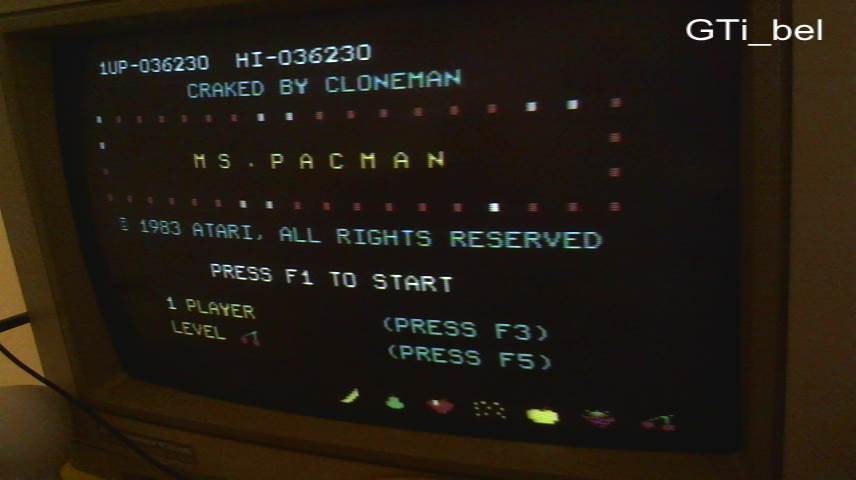 GTi_bel
1UP-036230 HI-036230
CRAKED BY CLONEMAN
MS.PACMAN
1983 ATARI, ALL RIGHTS RESERVED
PRESS F1 TO START
1 PLAYER (PRESS F3)
LEVEL (PRESS F5)